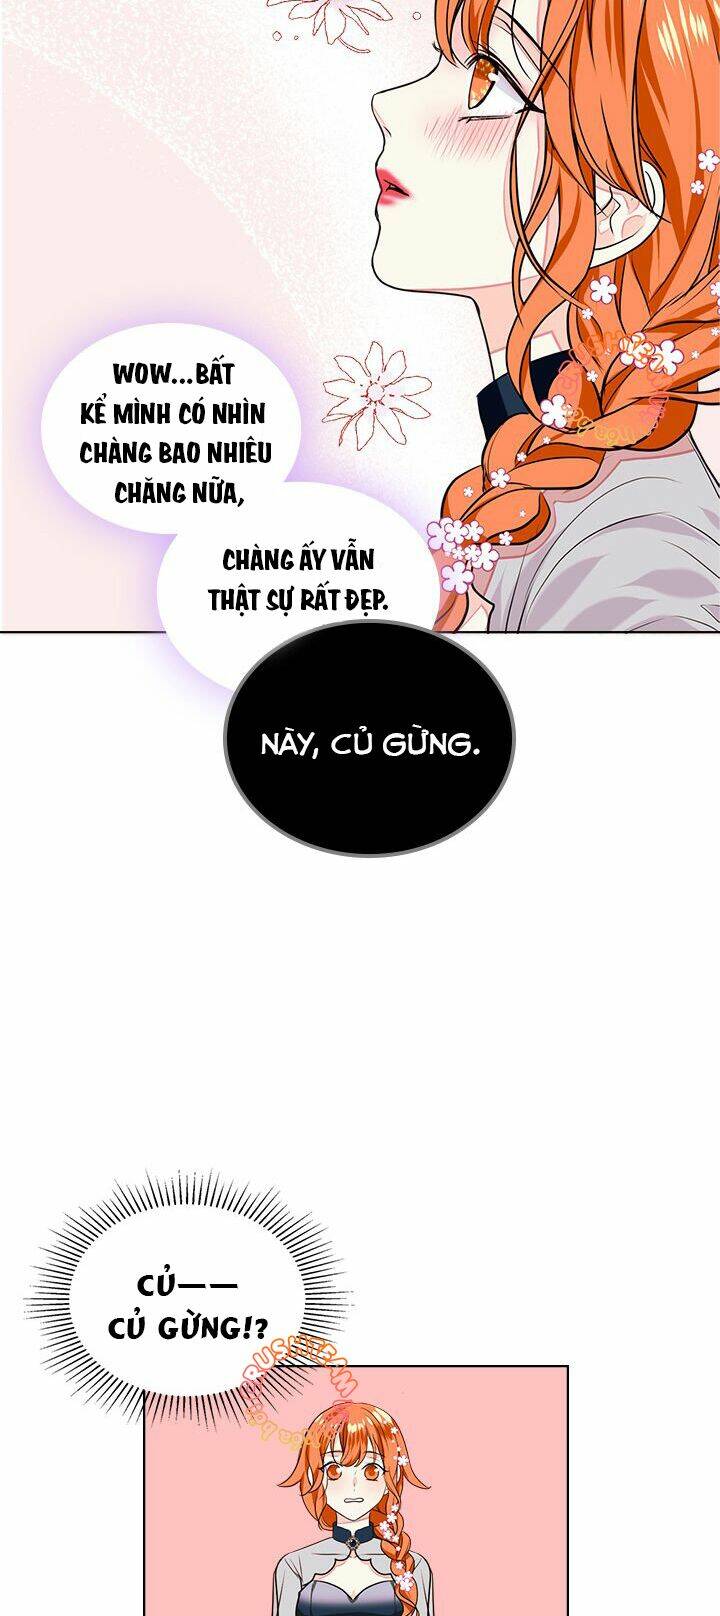 WOW...BẤT
KỂ MÌNH CÓ NHÌN
CHÀNG BAO NHIÊU
CHĂNG NỮA,
CHÀNG ẤY VẪN
THẬT SỰ RẤT ĐẸP.
NÀY, CỦ GỪNG.
CỦ——
CỦ GỪNG!?